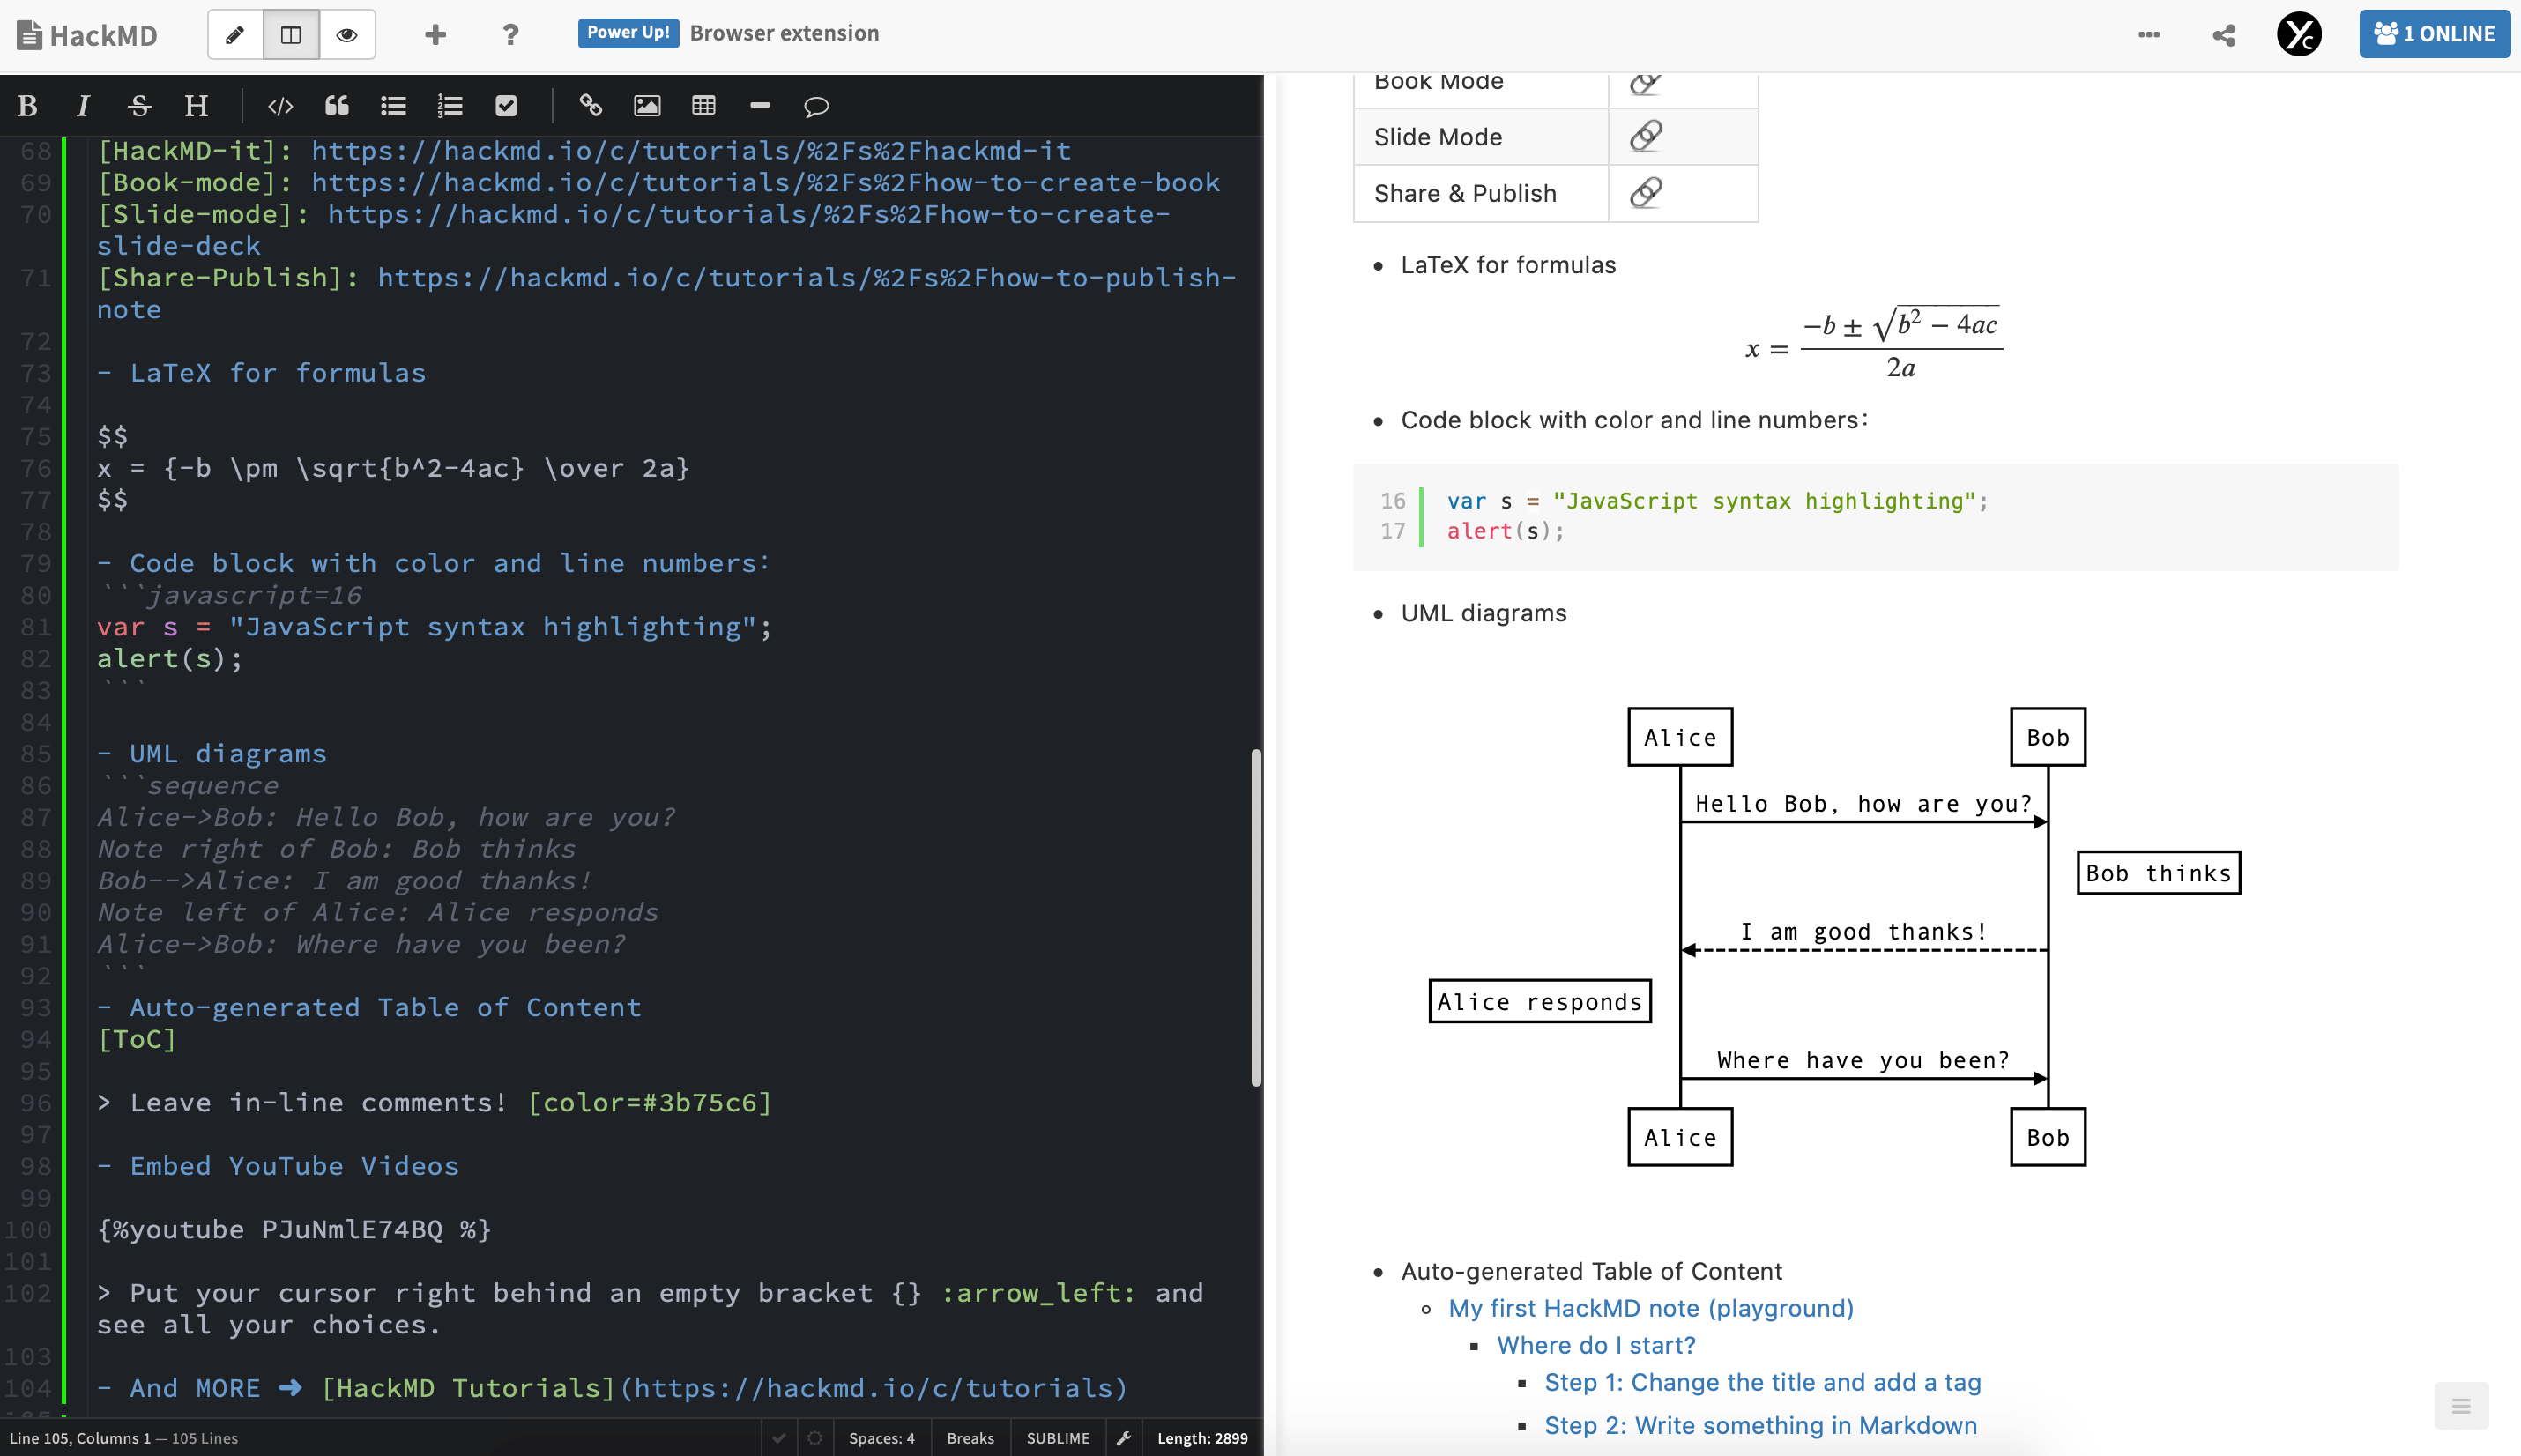 HackMD
Power Up! Browser extension
1 ONLINE
68 [HackMD-it]: https://hackmd.io/c/tutorials/%2Fs%2Fhackmd-it
69 [Book-mode]: https://hackmd.io/c/tutorials/%2Fs%2Fhow-to-create-book
70 [Slide-mode]: https://hackmd.io/c/tutorials/%2Fs%2Fhow-to-create-
slide-deck
71 [Share-Publish]: https://hackmd.io/c/tutorials/%2Fs%2Fhow-to-publish-
note
72
73 - LaTeX for formulas
74
75 $$
76 x = {-b \pm \sqrt{b^2-4ac} \over 2a}
77 $$
78
79 - Code block with color and line numbers：
80 ```javascript=16
81 var s = "JavaScript syntax highlighting";
82 alert(s);
83 ```
84
85 - UML diagrams
86 ```sequence
87 Alice->Bob: Hello Bob, how are you?
88 Note right of Bob: Bob thinks
89 Bob-->Alice: I am good thanks!
90 Note left of Alice: Alice responds
91 Alice->Bob: Where have you been?
92 ```
93 - Auto-generated Table of Content
94 [ToC]
95
96 > Leave in-line comments! [color=#3b75c6]
97
98 - Embed YouTube Videos
99
100 {%youtube PJuNmlE74BQ %}
101
102 > Put your cursor right behind an empty bracket {} :arrow_left: and
see all your choices.
103
104 - And MORE ➜ [HackMD Tutorials](https://hackmd.io/c/tutorials)
105
Line 105, Columns 1 — 105 Lines
Spaces: 4
Breaks
SUBLIME
Length: 2899
Book Mode
Slide Mode
Share & Publish
• LaTeX for formulas
x = −b ± √b² − 4ac / 2a
• Code block with color and line numbers：
16 var s = "JavaScript syntax highlighting";
17 alert(s);
• UML diagrams
Alice Bob
Hello Bob, how are you?
Bob thinks
I am good thanks!
Alice responds
Where have you been?
Alice Bob
• Auto-generated Table of Content
My first HackMD note (playground)
Where do I start?
Step 1: Change the title and add a tag
Step 2: Write something in Markdown